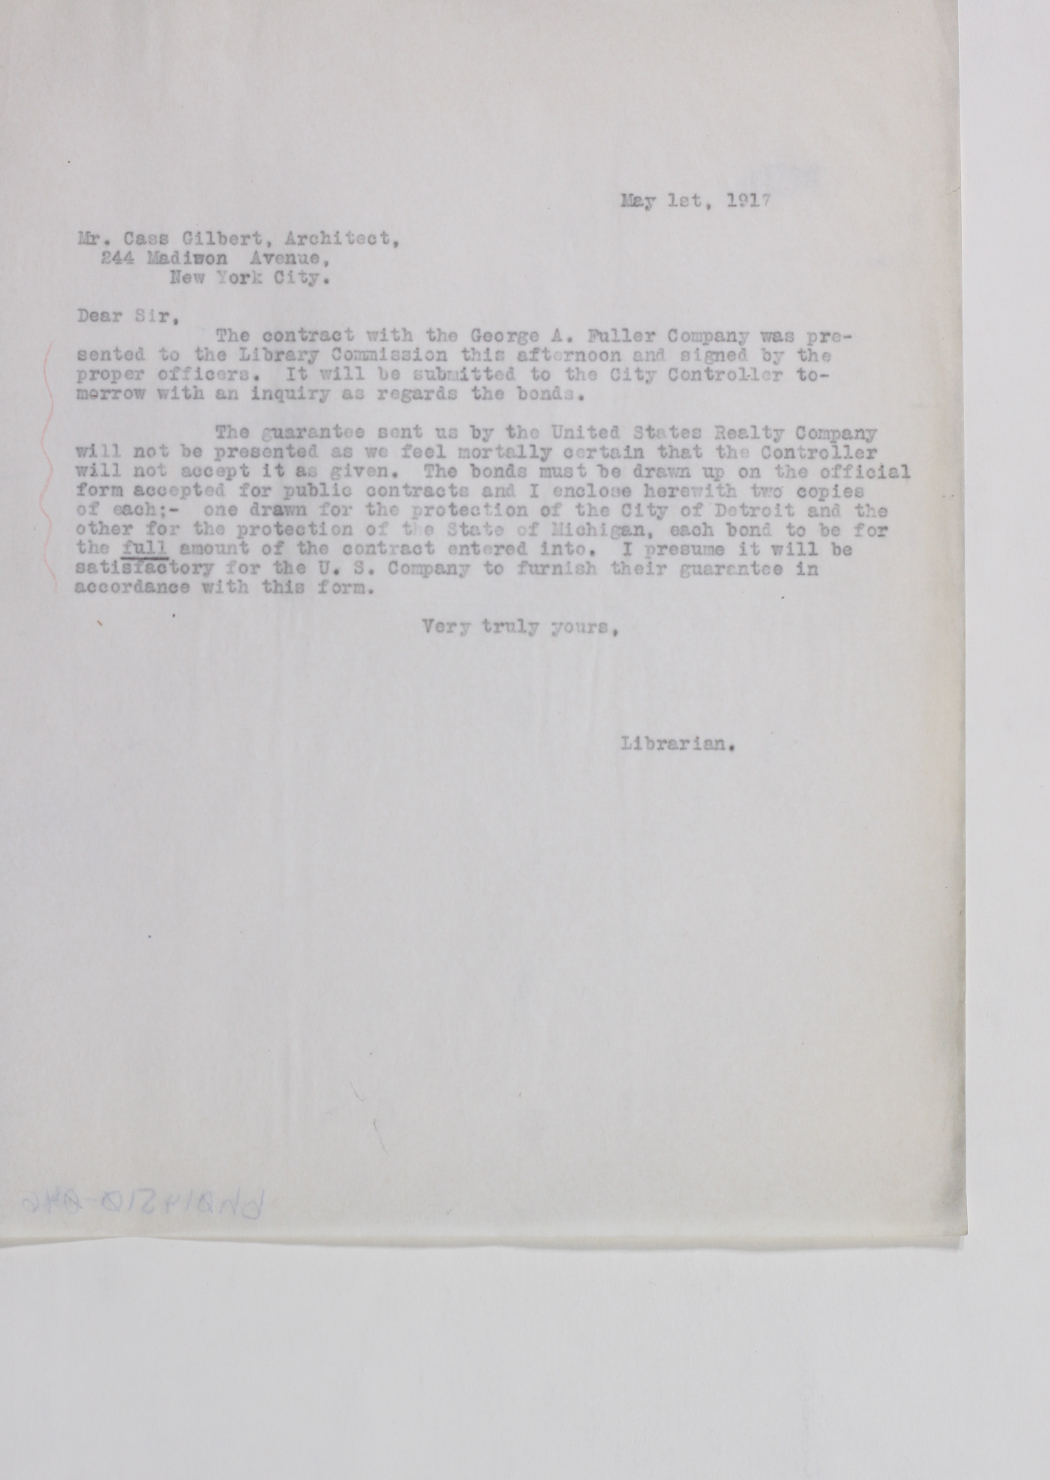 May 1st, 1917
Mr. Cass Gilbert, Architect,
244 Madiwon Avenue,
New York City.
Dear Sir,
The contract with the George A. Fuller Company was pre-
sented to the Library Commission this afternoon and signed by the
proper officers. It will be submitted to the City Controller to-
morrow with an inquiry as regards the bonds.
The guarantee sent us by the United States Realty Company
will not be presented as we feel mortally certain that the Controller
will not accept it as given. The bonds must be drawn up on the official
form accepted for public contracts and I enclose herewith two copies
of each;- one drawn for the protection of the City of Detroit and the
other for the protection of the State of Michigan, each bond to be for
the full amount of the contract entered into. I presume it will be
satisfactory for the U. S. Company to furnish their guarantee in
accordance with this form.
Very truly yours,
Librarian.